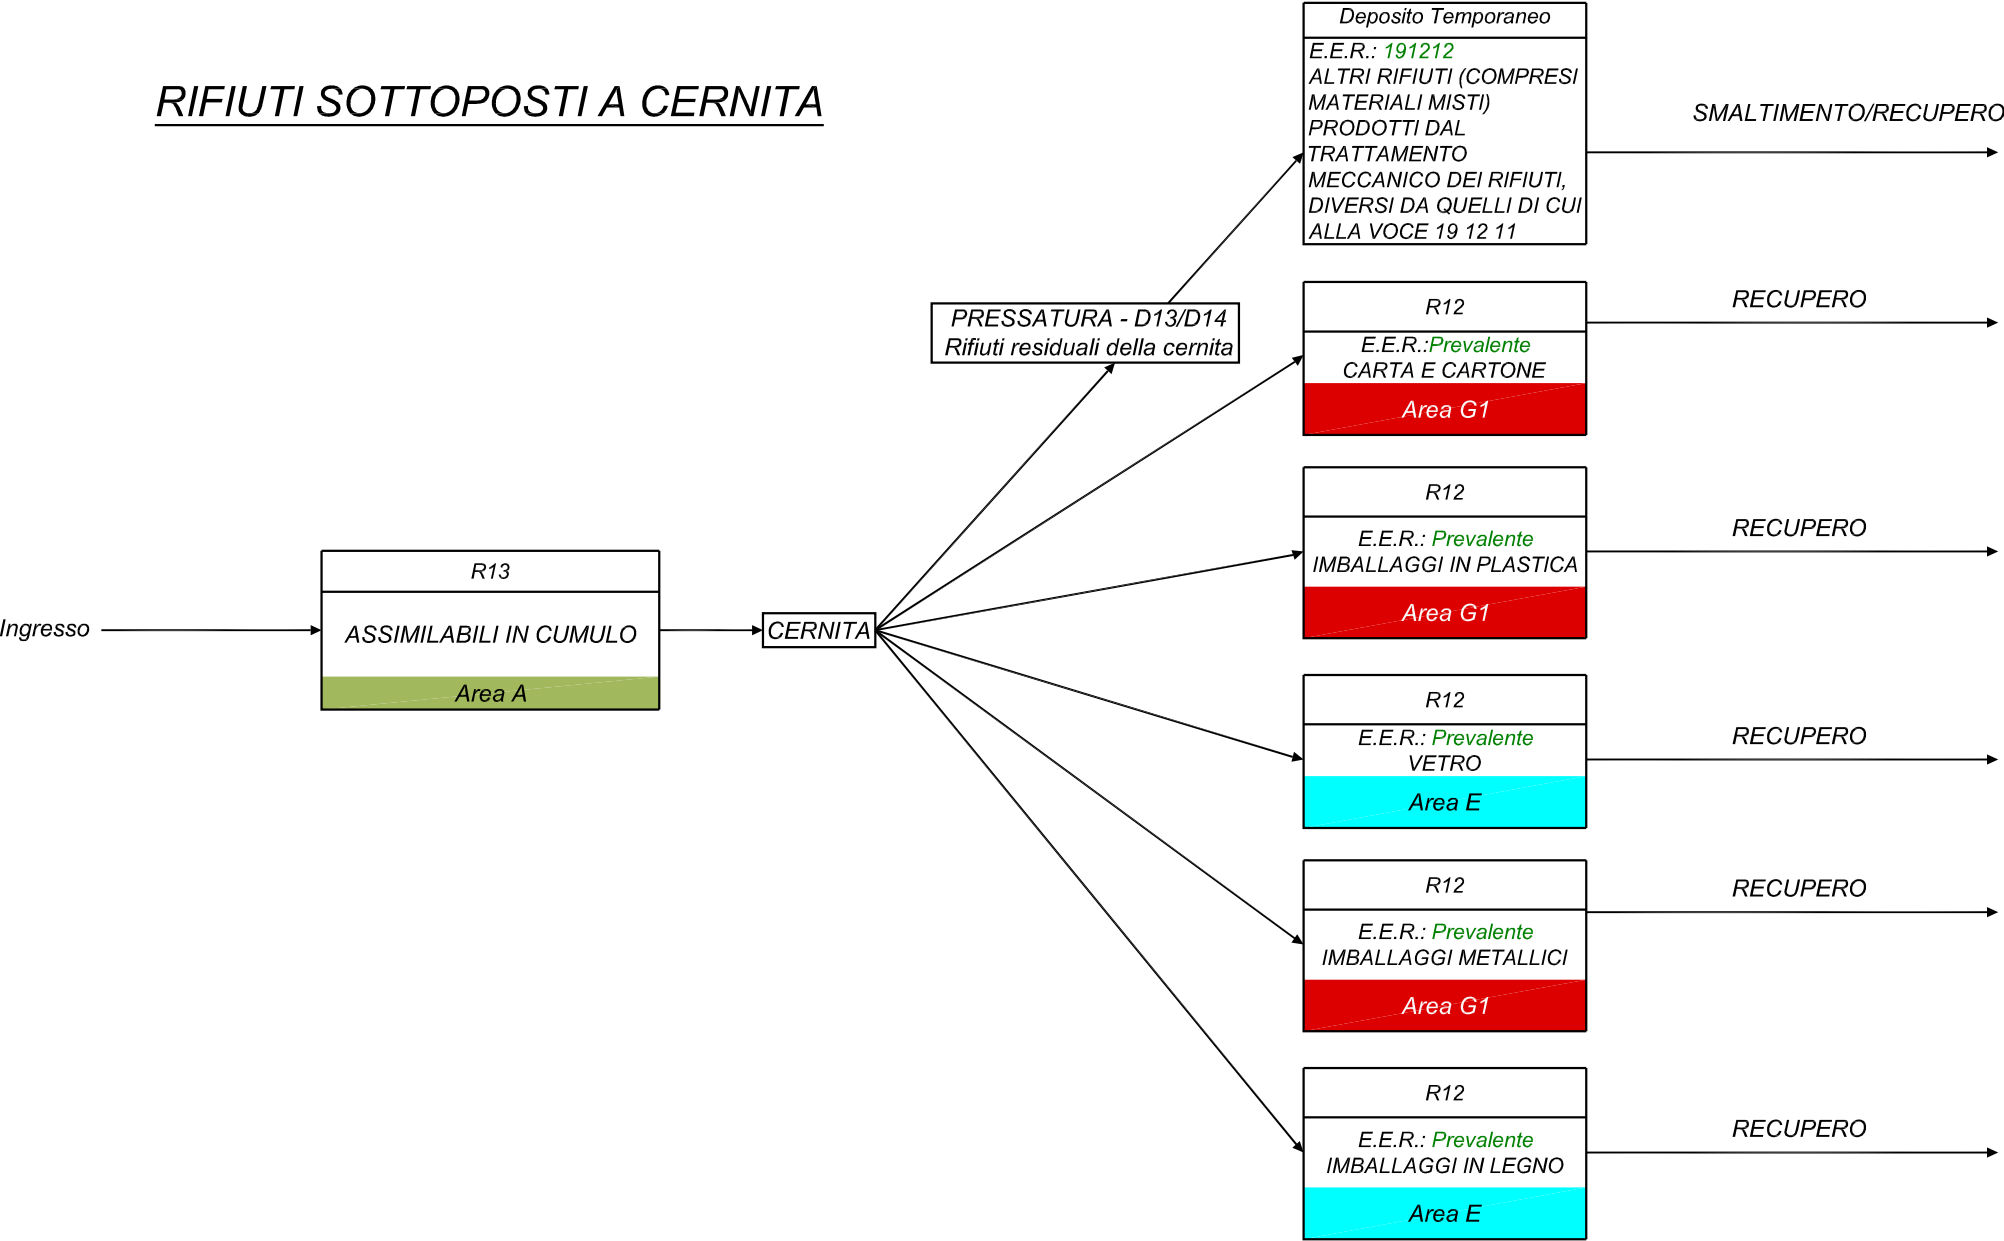 RIFIUTI SOTTOPOSTI A CERNITA
Ingresso
R13
ASSIMILABILI IN CUMULO
Area A
CERNITA
PRESSATURA - D13/D14
Rifiuti residuali della cernita
Deposito Temporaneo
E.E.R.: 191212
ALTRI RIFIUTI (COMPRESI
MATERIALI MISTI)
PRODOTTI DAL
TRATTAMENTO
MECCANICO DEI RIFIUTI,
DIVERSI DA QUELLI DI CUI
ALLA VOCE 19 12 11
SMALTIMENTO/RECUPERO
R12
E.E.R.:Prevalente
CARTA E CARTONE
Area G1
RECUPERO
R12
E.E.R.: Prevalente
IMBALLAGGI IN PLASTICA
Area G1
RECUPERO
R12
E.E.R.: Prevalente
VETRO
Area E
RECUPERO
R12
E.E.R.: Prevalente
IMBALLAGGI METALLICI
Area G1
RECUPERO
R12
E.E.R.: Prevalente
IMBALLAGGI IN LEGNO
Area E
RECUPERO